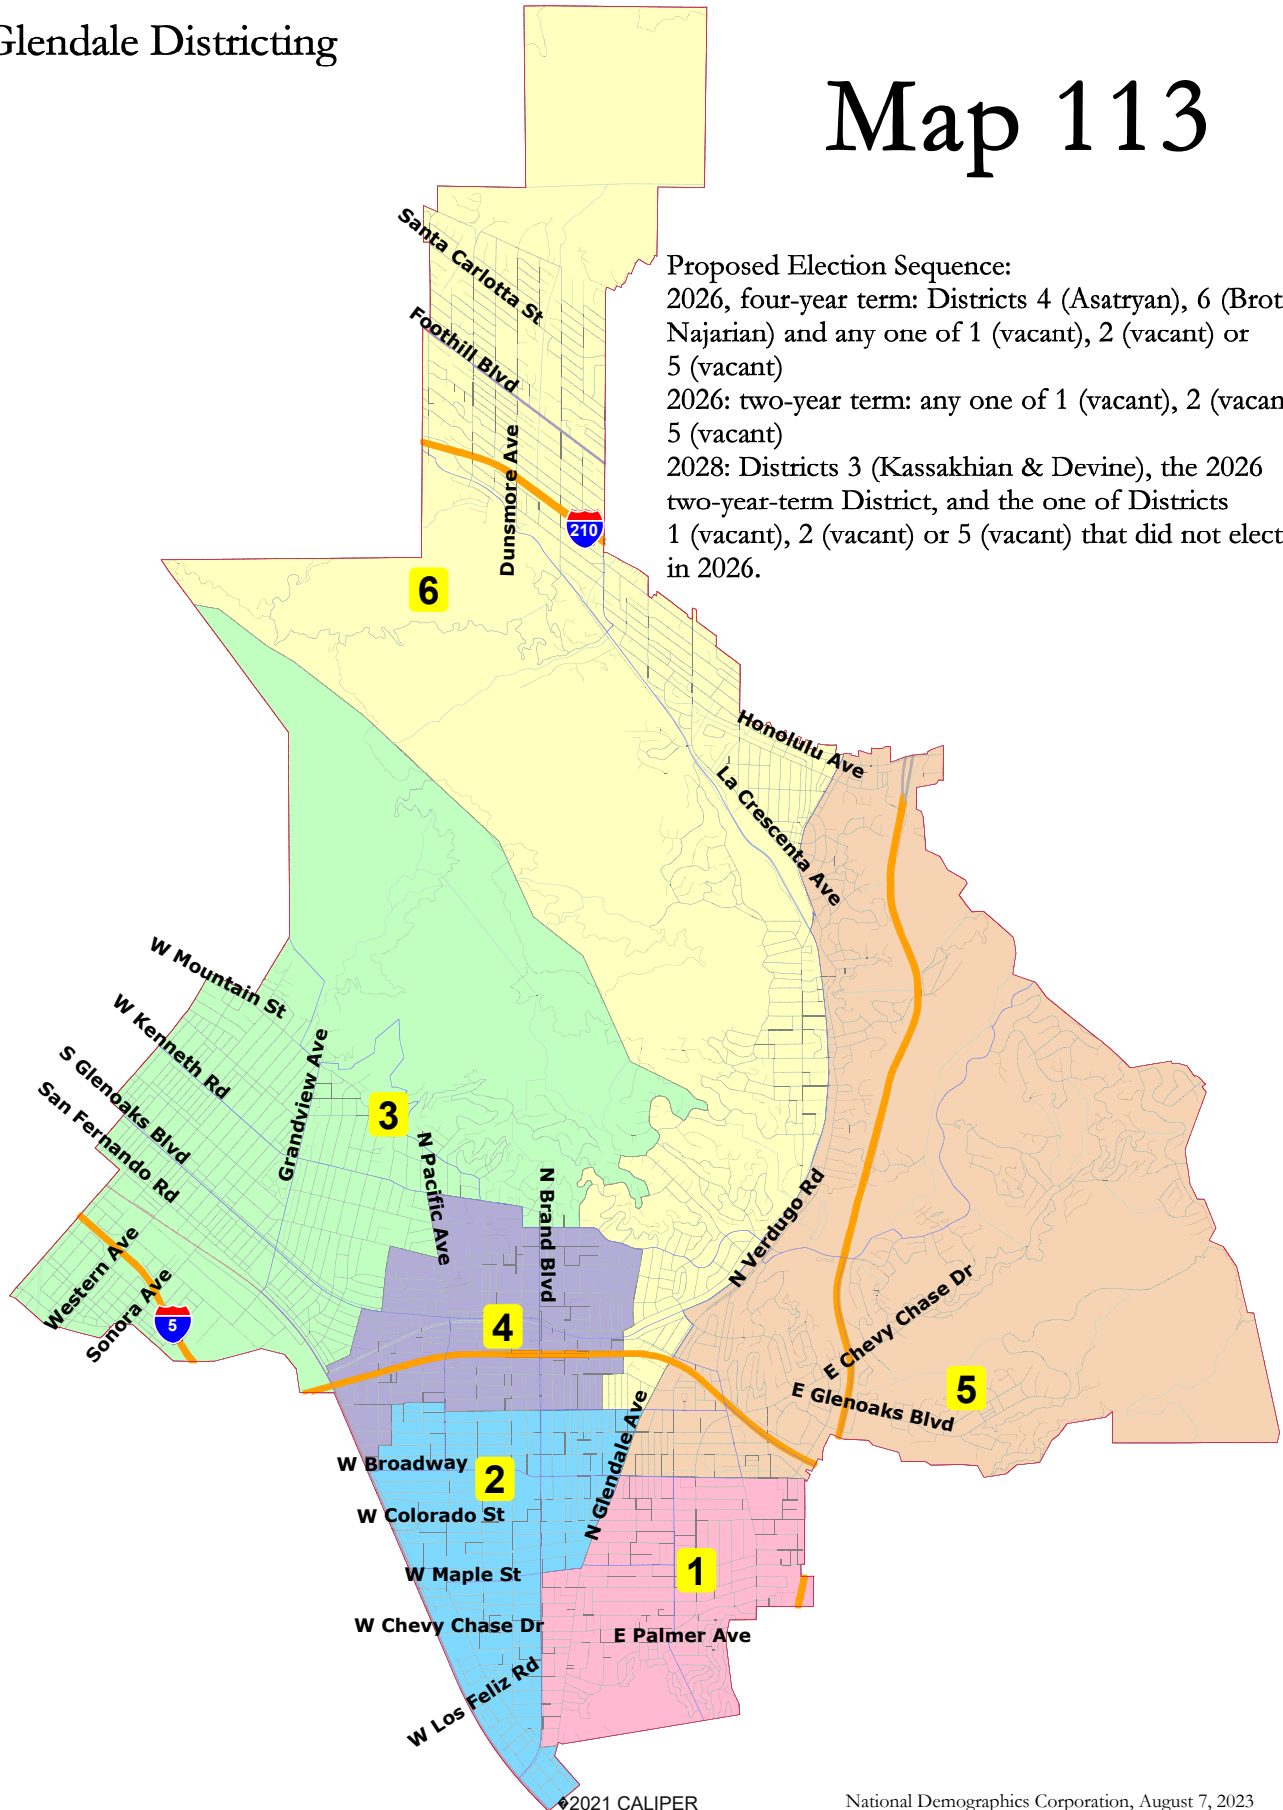 Glendale Districting
Map 113
Proposed Election Sequence:
2026, four-year term: Districts 4 (Asatryan), 6 (Brot
Najarian) and any one of 1 (vacant), 2 (vacant) or
5 (vacant)
2026: two-year term: any one of 1 (vacant), 2 (vacan
5 (vacant)
2028: Districts 3 (Kassakhian & Devine), the 2026
two-year-term District, and the one of Districts
1 (vacant), 2 (vacant) or 5 (vacant) that did not elect
in 2026.
Santa Carlotta St
Foothill Blvd
Dunsmore Ave
210
6
Honolulu Ave
La Crescenta Ave
W Mountain St
W Kenneth Rd
S Glenoaks Blvd
San Fernando Rd
Grandview Ave
3
N Pacific Ave
N Brand Blvd
N Verdugo Rd
Western Ave
Sonora Ave
5
4
E Chevy Chase Dr
E Glenoaks Blvd
5
N Glendale Ave
W Broadway
2
W Colorado St
W Maple St
1
W Chevy Chase Dr
E Palmer Ave
W Los Feliz Rd
�2021 CALIPER
National Demographics Corporation, August 7, 2023